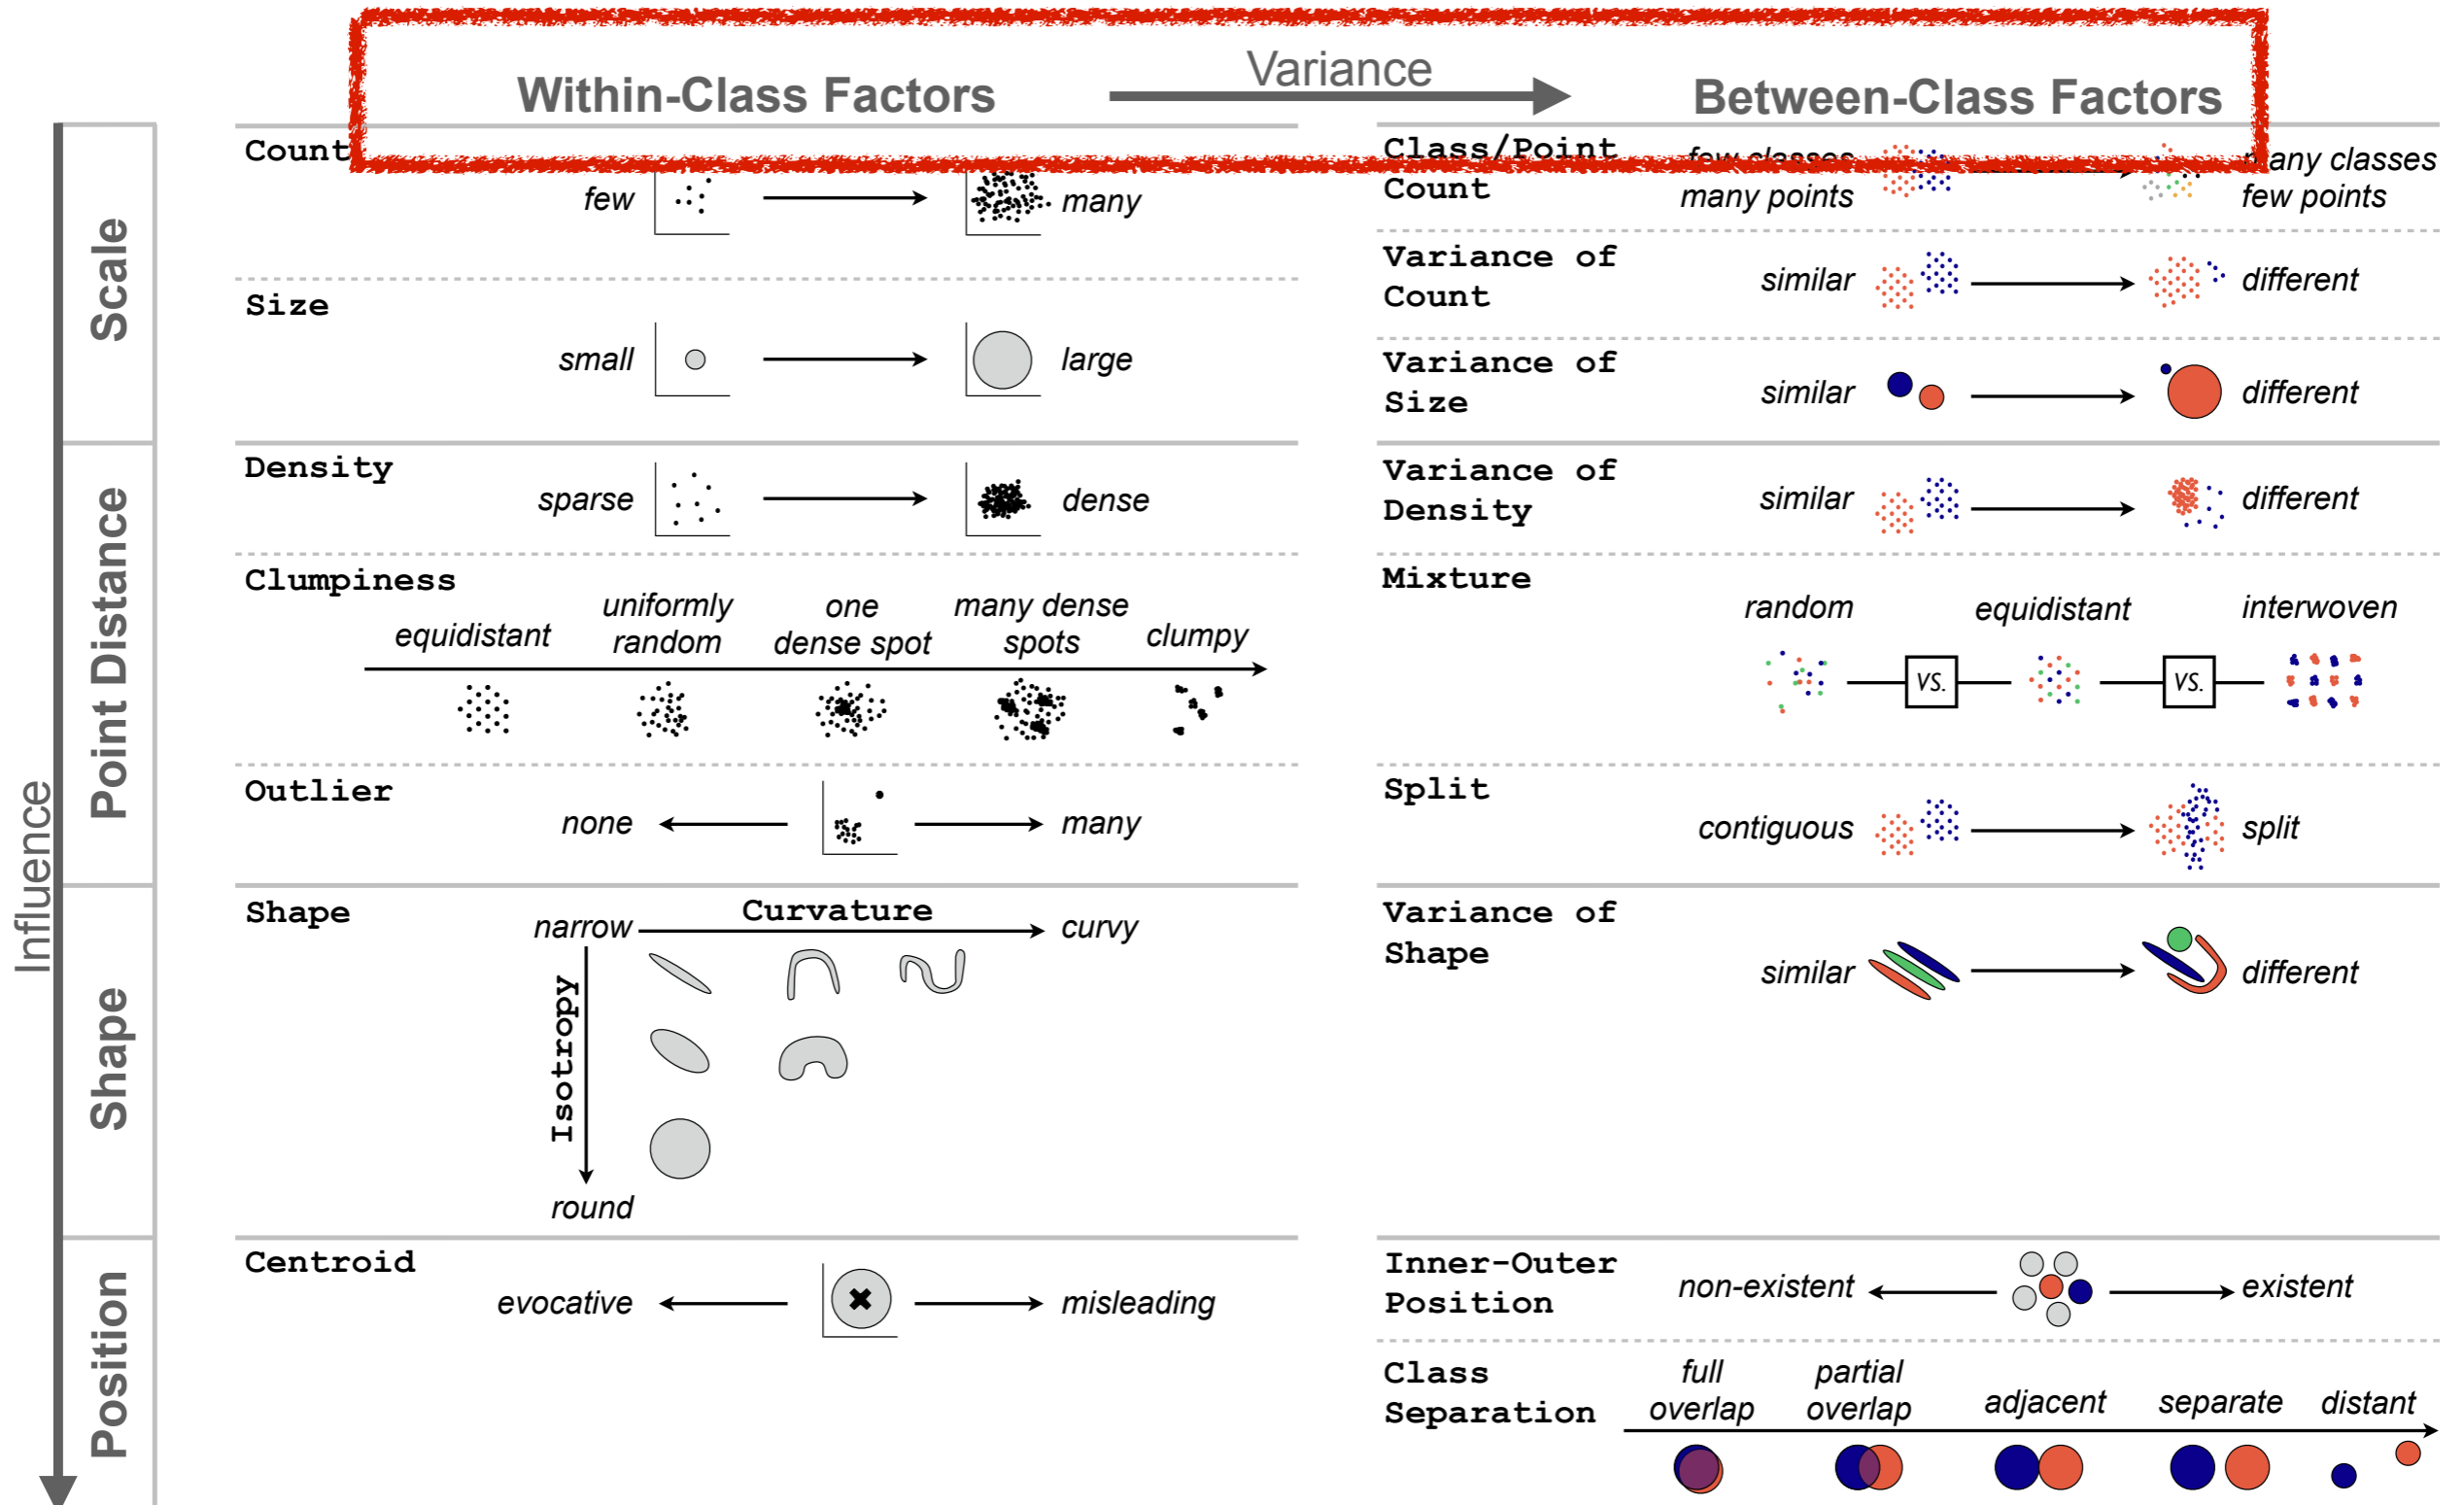 Variance
Within-Class Factors
Between-Class Factors
Influence
Scale
Count
few
many
Size
small
large
Class/Point
Count
few classes
many points
many classes
few points
Variance of
Count
similar
different
Variance of
Size
similar
different
Point Distance
Density
sparse
dense
Clumpiness
equidistant
uniformly
random
one
dense spot
many dense
spots
clumpy
Outlier
none
many
Variance of
Density
similar
different
Mixture
random
equidistant
interwoven
vs.
vs.
Split
contiguous
split
Shape
Shape
narrow
Curvature
curvy
Isotropy
round
Variance of
Shape
similar
different
Position
Centroid
evocative
misleading
Inner-Outer
Position
non-existent
existent
Class
Separation
full
overlap
partial
overlap
adjacent
separate
distant